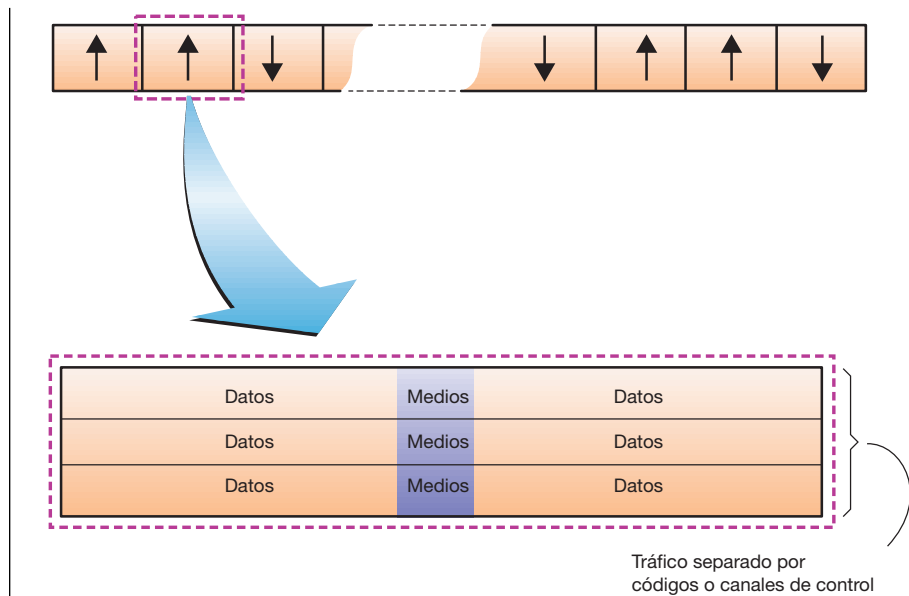 Datos Medios Datos
Datos Medios Datos
Datos Medios Datos
Tráfico separado por
códigos o canales de control